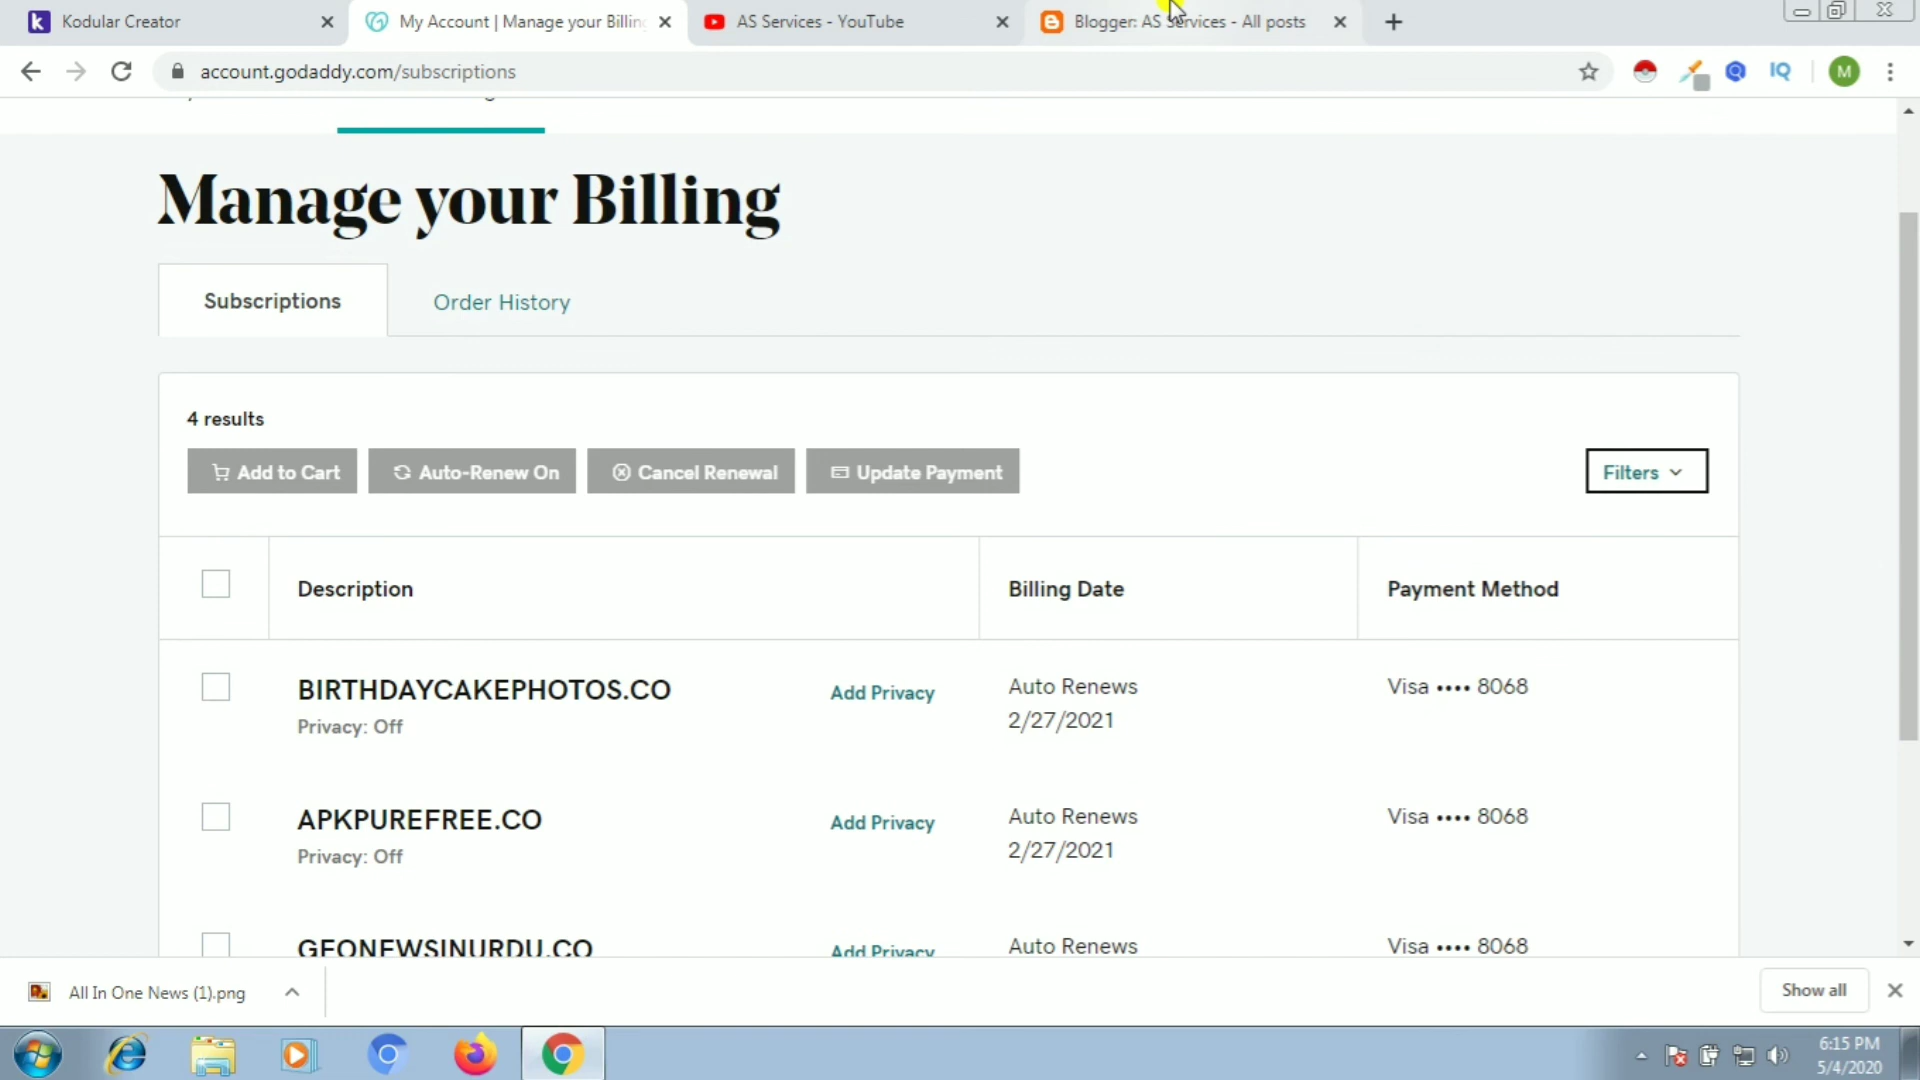 Kodular Creator
My Account | Manage your Billin
AS Services - YouTube
Blogger: AS Services - All posts
account.godaddy.com/subscriptions
IQ
M
Manage your Billing
Subscriptions
Order History
4 results
Add to Cart
Auto-Renew On
Cancel Renewal
Update Payment
Filters
Description
Billing Date
Payment Method
BIRTHDAYCAKEPHOTOS.CO
Add Privacy
Auto Renews
Visa •••• 8068
Privacy: Off
2/27/2021
APKPUREFREE.CO
Add Privacy
Auto Renews
Visa •••• 8068
Privacy: Off
2/27/2021
GEONEWSINURDU.CO
Add Privacy
Auto Renews
Visa •••• 8068
All In One News (1).png
Show all
6:15 PM
5/4/2020